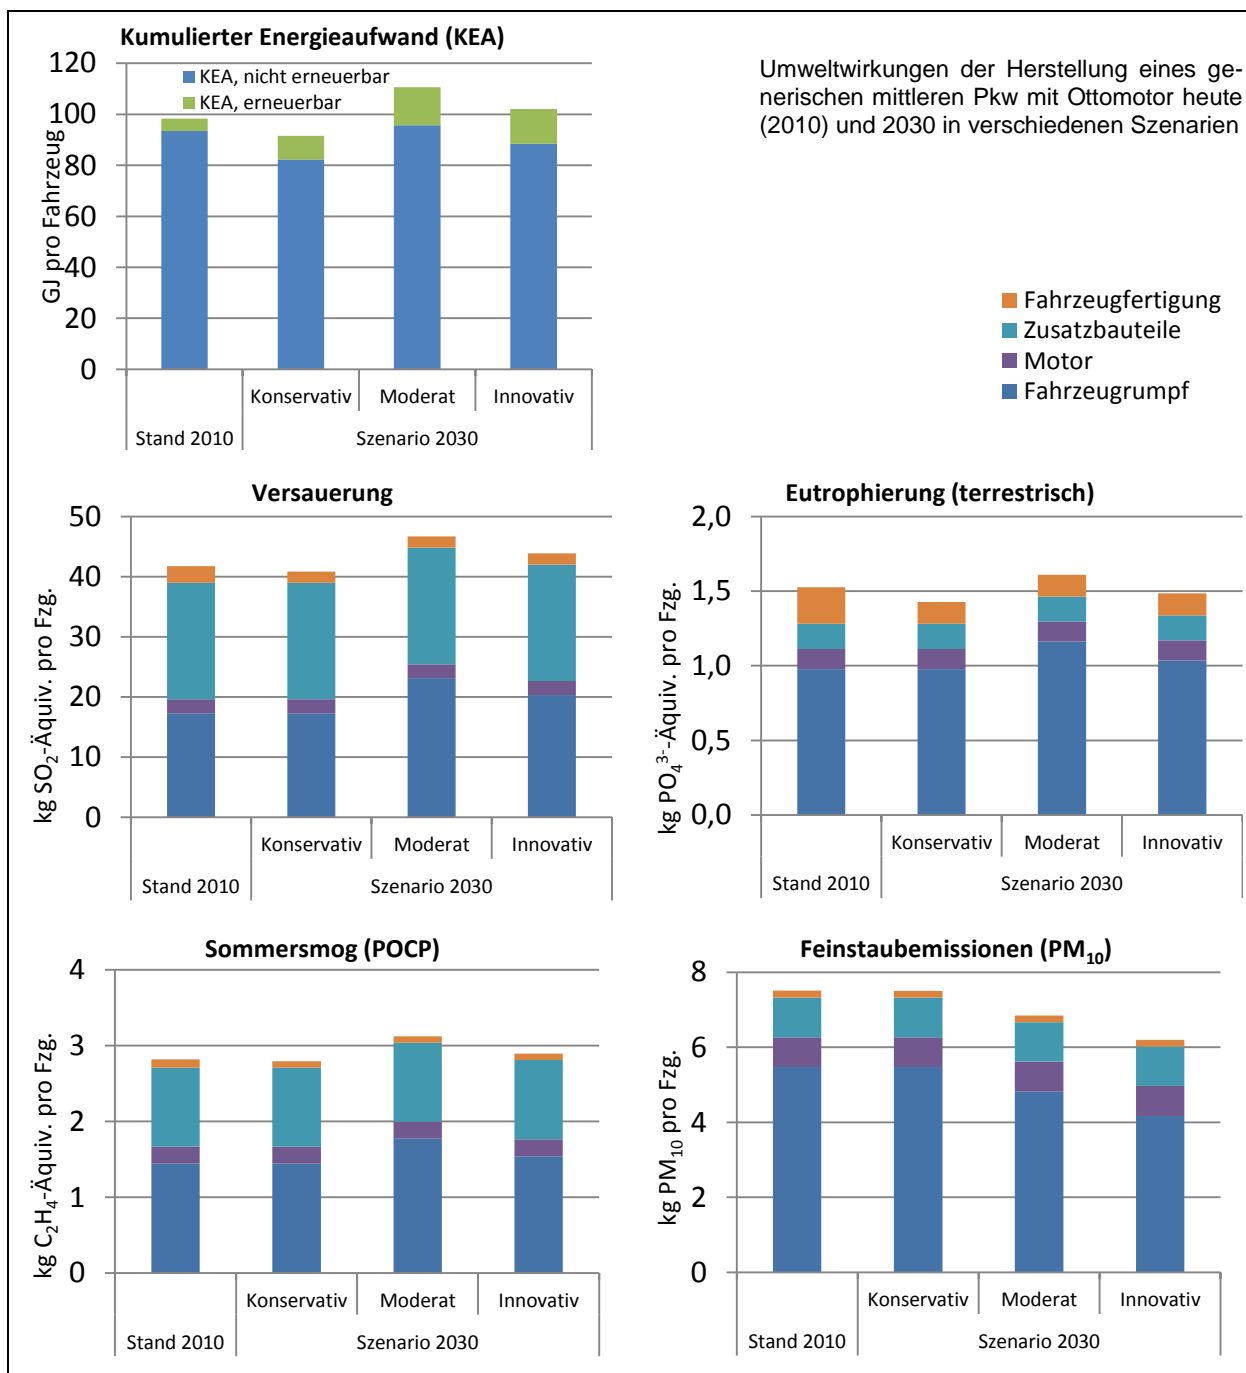 Kumulierter Energieaufwand (KEA)
120
100
80
60
40
20
0
GJ pro Fahrzeug
KEA, nicht erneuerbar
KEA, erneuerbar
Konservativ Moderat Innovativ
Stand 2010 Szenario 2030
Umweltwirkungen der Herstellung eines ge-
nerischen mittleren Pkw mit Ottomotor heute
(2010) und 2030 in verschiedenen Szenarien
Fahrzeugfertigung
Zusatzbauteile
Motor
Fahrzeugrumpf
Versauerung
50
40
30
20
10
0
kg SO₂-Äquiv. pro Fzg.
Konservativ Moderat Innovativ
Stand 2010 Szenario 2030
Eutrophierung (terrestrisch)
2,0
1,5
1,0
0,5
0,0
kg PO₄³⁻-Äquiv. pro Fzg.
Konservativ Moderat Innovativ
Stand 2010 Szenario 2030
Sommersmog (POCP)
4
3
2
1
0
kg C₂H₄-Äquiv. pro Fzg.
Konservativ Moderat Innovativ
Stand 2010 Szenario 2030
Feinstaubemissionen (PM₁₀)
8
6
4
2
0
kg PM₁₀ pro Fzg.
Konservativ Moderat Innovativ
Stand 2010 Szenario 2030